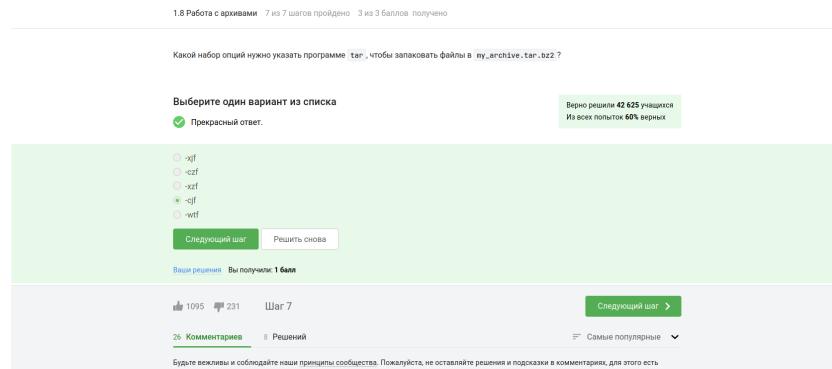 1.8 Работа с архивами 7 из 7 шагов пройдено 3 из 3 баллов получено
Какой набор опций нужно указать программе tar, чтобы запаковать файлы в my_archive.tar.bz2?
Выберите один вариант из списка
Прекрасный ответ.
Верно решили 42 625 учащихся
Из всех попыток 60% верных
-xjf
-czf
-xzf
-cjf
-wtf
Следующий шаг Решить снова
Ваши решения Вы получили: 1 балл
1095 231 Шаг 7 Следующий шаг
26 Комментариев 8 Решений Самые популярные
Будьте вежливы и соблюдайте наши принципы сообщества. Пожалуйста, не оставляйте решения и подсказки в комментариях, для этого есть